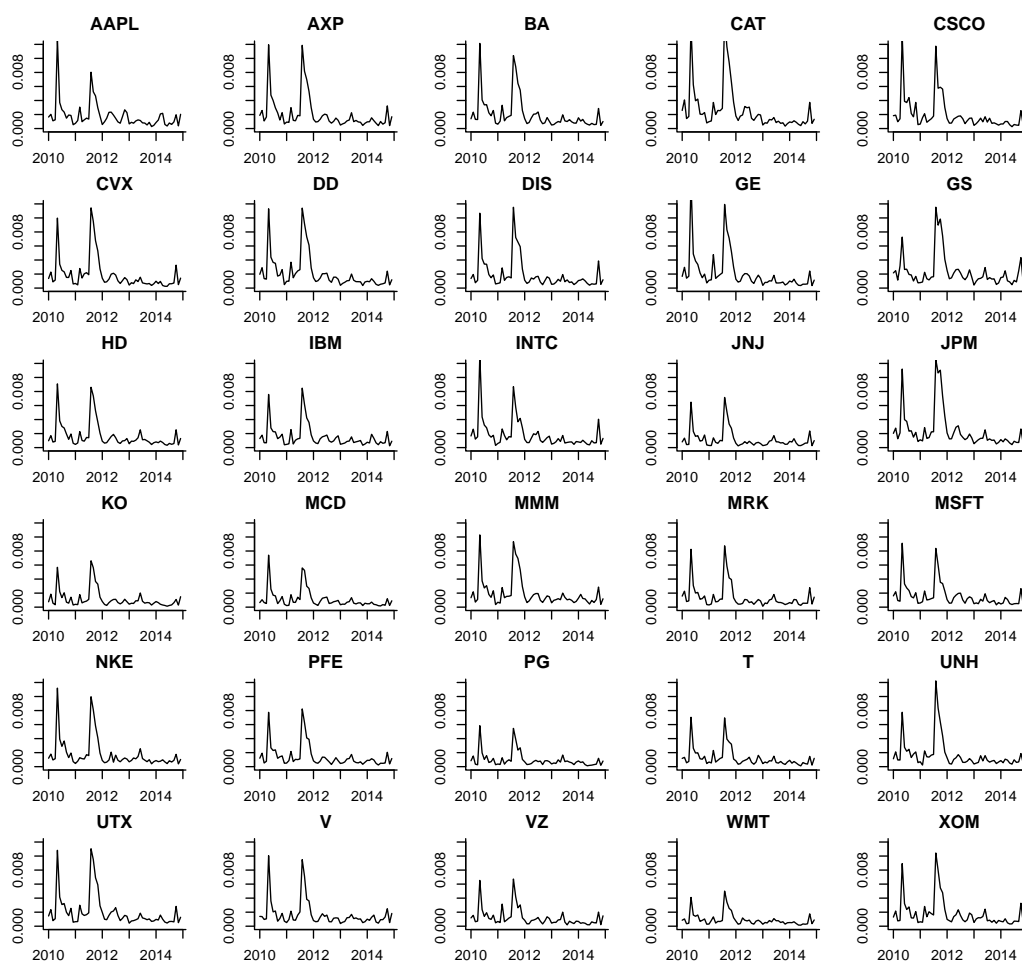 AAPL AXP BA CAT CSCO
0.000 0.008 0.000 0.008 0.000 0.008 0.000 0.008 0.000 0.008
2010 2012 2014 2010 2012 2014 2010 2012 2014 2010 2012 2014 2010 2012 2014
CVX DD DIS GE GS
0.000 0.008 0.000 0.008 0.000 0.008 0.000 0.008 0.000 0.008
2010 2012 2014 2010 2012 2014 2010 2012 2014 2010 2012 2014 2010 2012 2014
HD IBM INTC JNJ JPM
0.000 0.008 0.000 0.008 0.000 0.008 0.000 0.008 0.000 0.008
2010 2012 2014 2010 2012 2014 2010 2012 2014 2010 2012 2014 2010 2012 2014
KO MCD MMM MRK MSFT
0.000 0.008 0.000 0.008 0.000 0.008 0.000 0.008 0.000 0.008
2010 2012 2014 2010 2012 2014 2010 2012 2014 2010 2012 2014 2010 2012 2014
NKE PFE PG T UNH
0.000 0.008 0.000 0.008 0.000 0.008 0.000 0.008 0.000 0.008
2010 2012 2014 2010 2012 2014 2010 2012 2014 2010 2012 2014 2010 2012 2014
UTX V VZ WMT XOM
0.000 0.008 0.000 0.008 0.000 0.008 0.000 0.008 0.000 0.008
2010 2012 2014 2010 2012 2014 2010 2012 2014 2010 2012 2014 2010 2012 2014